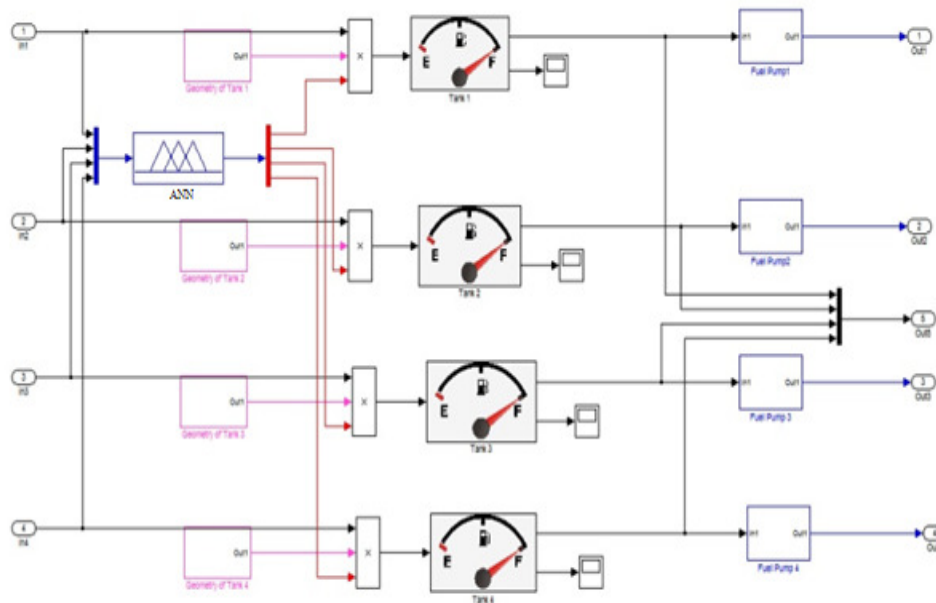 1
In1
Out1
Geometry of Tank 1
X
E
F
Tank 1
In1
Out1
Fuel Pump1
1
Out1
ANN
2
In2
Out1
Geometry of Tank 2
X
E
F
Tank 2
In1
Out1
Fuel Pump2
2
Out2
5
Out5
3
In3
Out1
Geometry of Tank 3
X
E
F
Tank 3
In1
Out1
Fuel Pump 3
3
Out3
4
In4
Out1
Geometry of Tank 4
X
E
F
Tank 4
In1
Out1
Fuel Pump 4
4